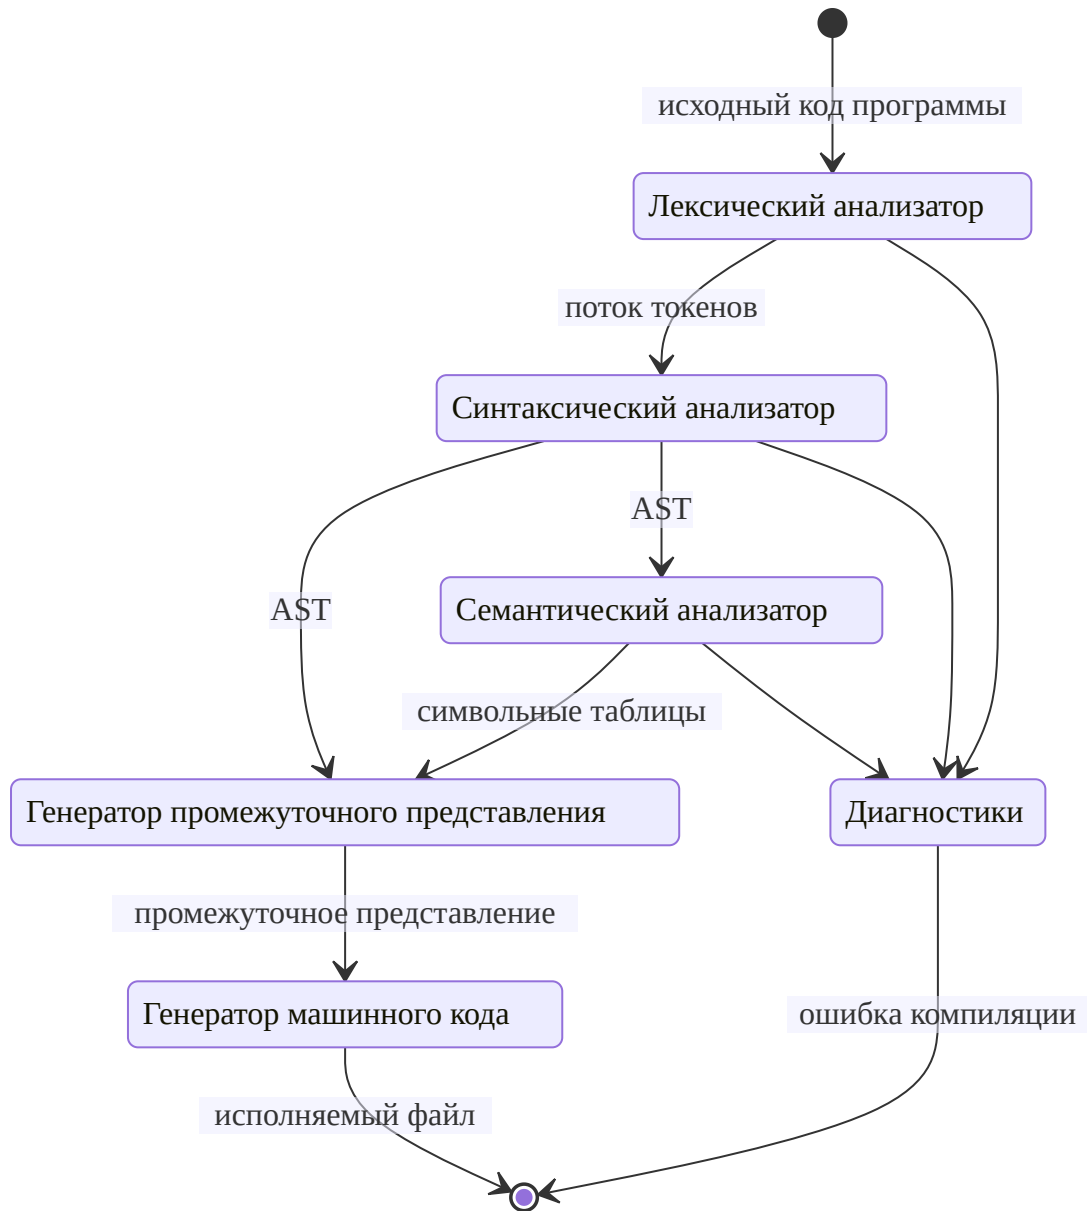 исходный код программы
Лексический анализатор
поток токенов
Синтаксический анализатор
AST
Семантический анализатор
AST
символьные таблицы
Генератор промежуточного представления
Диагностики
промежуточное представление
Генератор машинного кода
ошибка компиляции
исполняемый файл